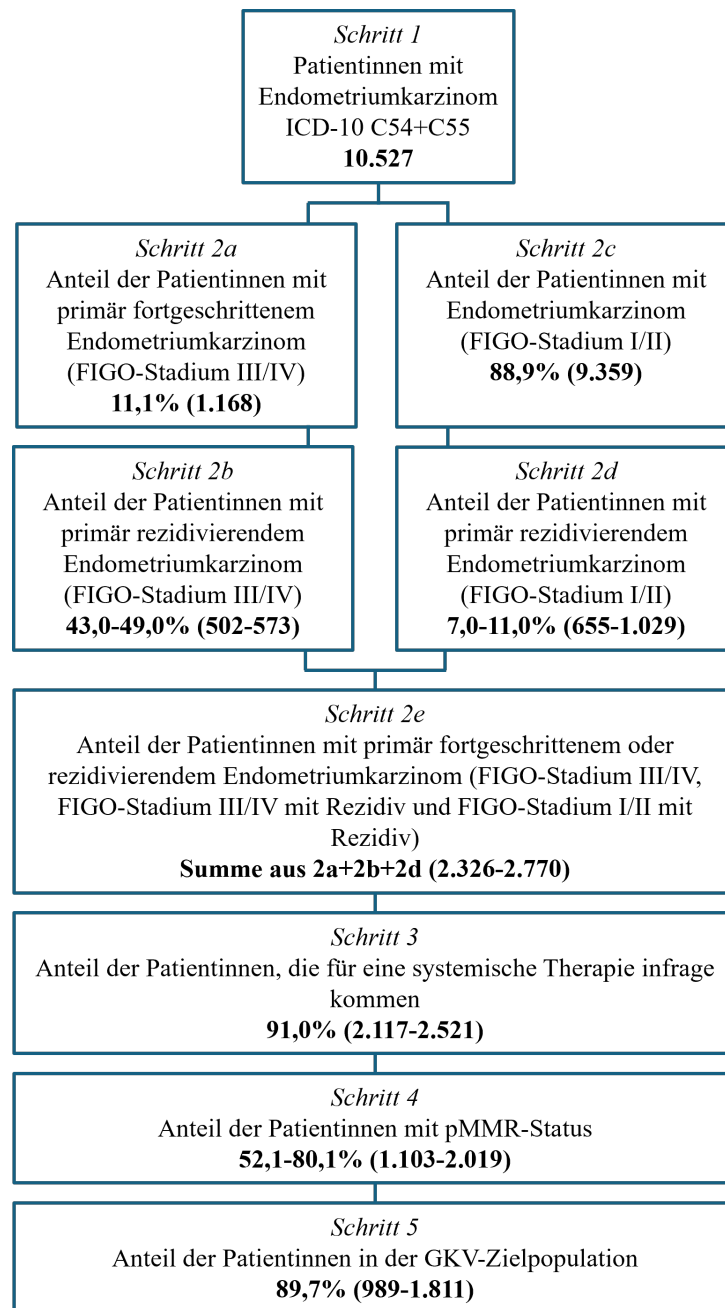 Schritt 1
Patientinnen mit
Endometriumkarzinom
ICD-10 C54+C55
10.527
Schritt 2a
Anteil der Patientinnen mit
primär fortgeschrittenem
Endometriumkarzinom
(FIGO-Stadium III/IV)
11,1% (1.168)
Schritt 2c
Anteil der Patientinnen mit
Endometriumkarzinom
(FIGO-Stadium I/II)
88,9% (9.359)
Schritt 2b
Anteil der Patientinnen mit
primär rezidivierendem
Endometriumkarzinom
(FIGO-Stadium III/IV)
43,0-49,0% (502-573)
Schritt 2d
Anteil der Patientinnen mit
primär rezidivierendem
Endometriumkarzinom
(FIGO-Stadium I/II)
7,0-11,0% (655-1.029)
Schritt 2e
Anteil der Patientinnen mit primär fortgeschrittenem oder
rezidivierendem Endometriumkarzinom (FIGO-Stadium III/IV,
FIGO-Stadium III/IV mit Rezidiv und FIGO-Stadium I/II mit
Rezidiv)
Summe aus 2a+2b+2d (2.326-2.770)
Schritt 3
Anteil der Patientinnen, die für eine systemische Therapie infrage
kommen
91,0% (2.117-2.521)
Schritt 4
Anteil der Patientinnen mit pMMR-Status
52,1-80,1% (1.103-2.019)
Schritt 5
Anteil der Patientinnen in der GKV-Zielpopulation
89,7% (989-1.811)